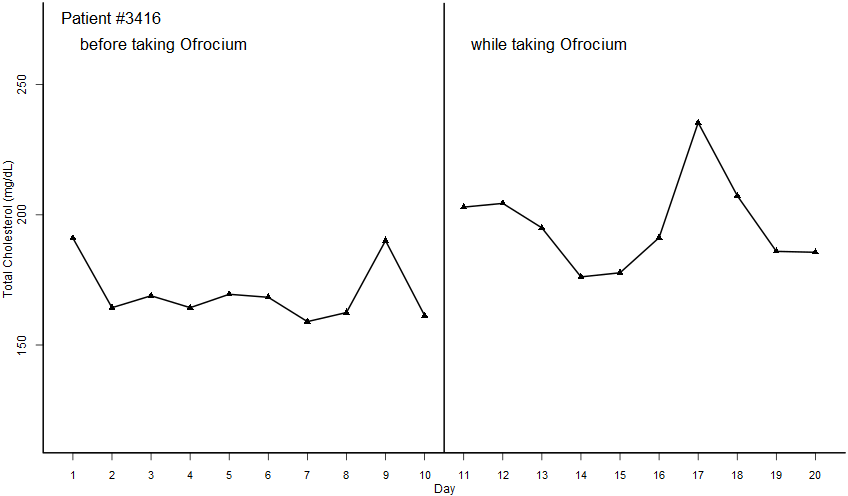 Patient #3416
before taking Ofrocium
while taking Ofrocium
250
200
150
Total Cholesterol (mg/dL)
1 2 3 4 5 6 7 8 9 10 11 12 13 14 15 16 17 18 19 20
Day